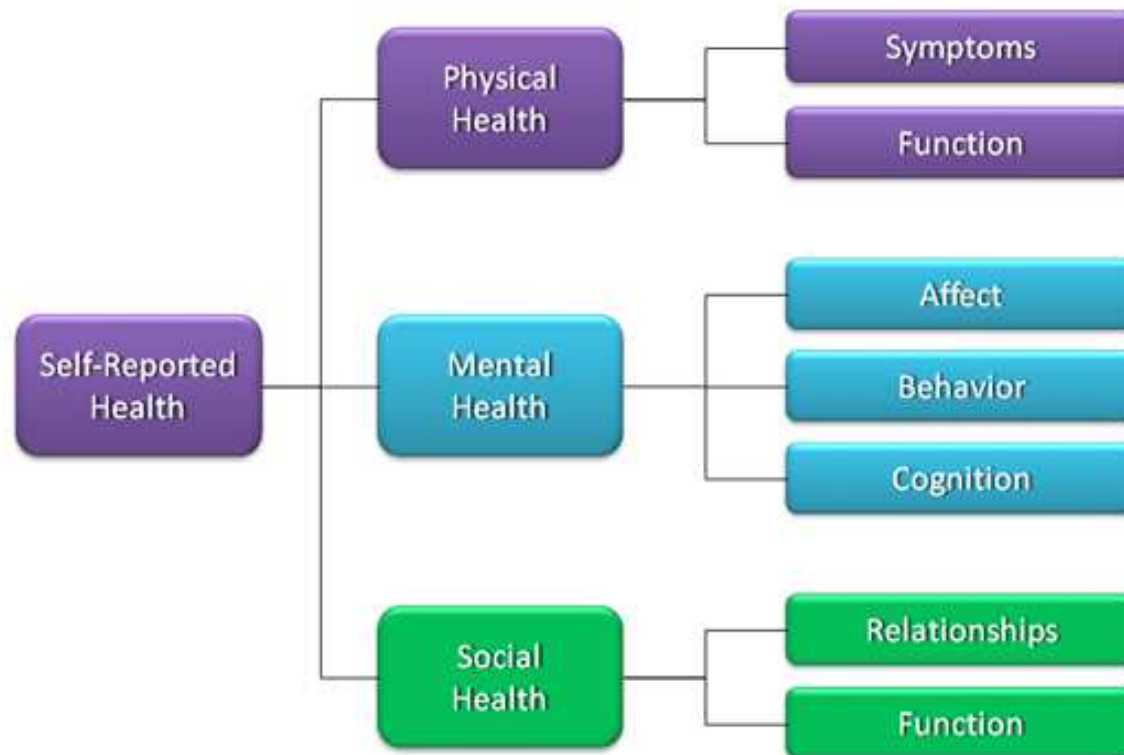 Self-Reported
Health
Physical
Health
Symptoms
Function
Mental
Health
Affect
Behavior
Cognition
Social
Health
Relationships
Function